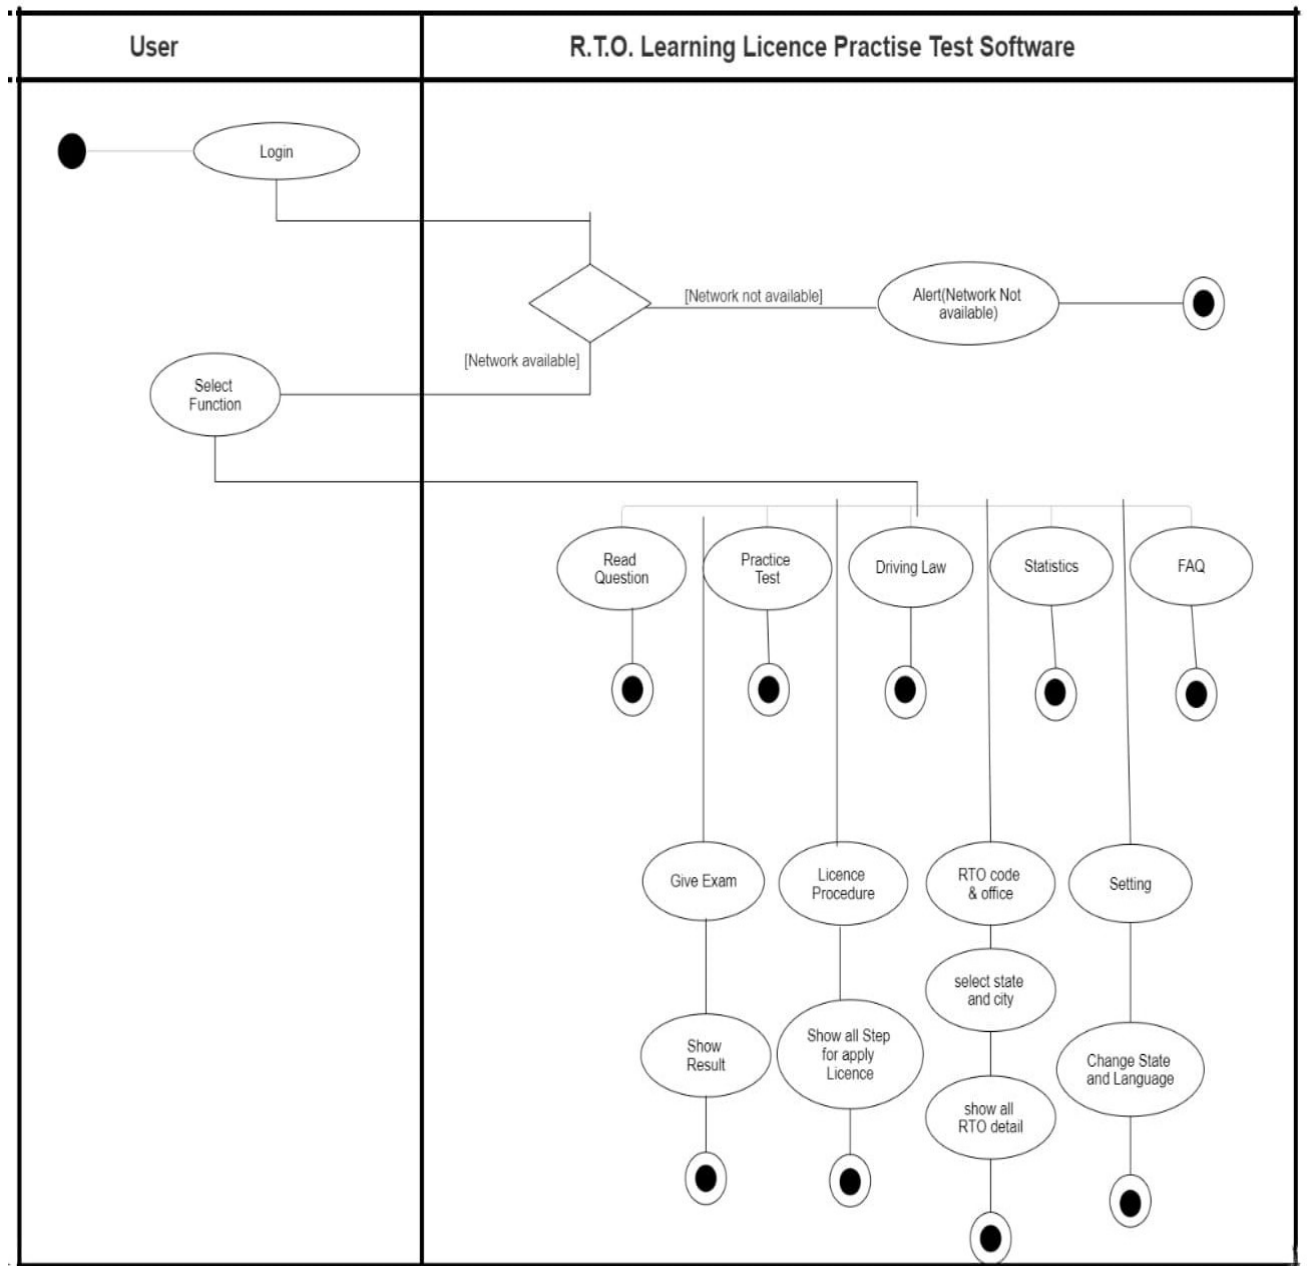 User
R.T.O. Learning Licence Practise Test Software
Login
[Network not available]
Alert(Network Not
available)
[Network available]
Select
Function
Read
Question
Practice
Test
Driving Law
Statistics
FAQ
Give Exam
Licence
Procedure
RTO code
& office
Setting
select state
and city
Show
Result
Show all Step
for apply
Licence
Change State
and Language
show all
RTO detail